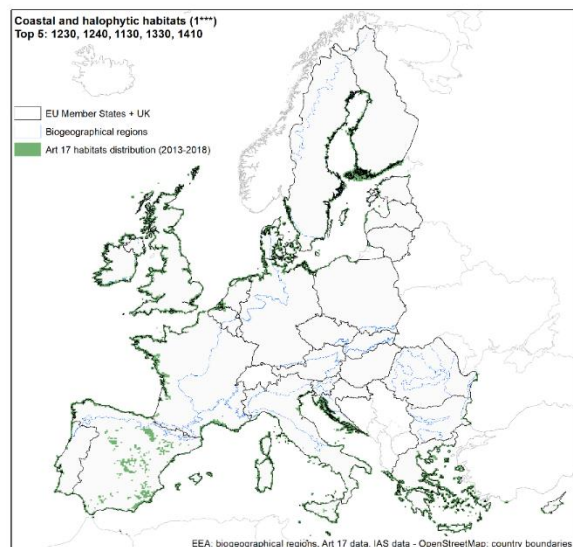 Coastal and halophytic habitats (1***)
Top 5: 1230, 1240, 1130, 1330, 1410
EU Member States + UK
Biogeographical regions
Art 17 habitats distribution (2013-2018)
EEA: biogeographical regions, Art 17 data, IAS data - OpenStreetMap: country boundaries